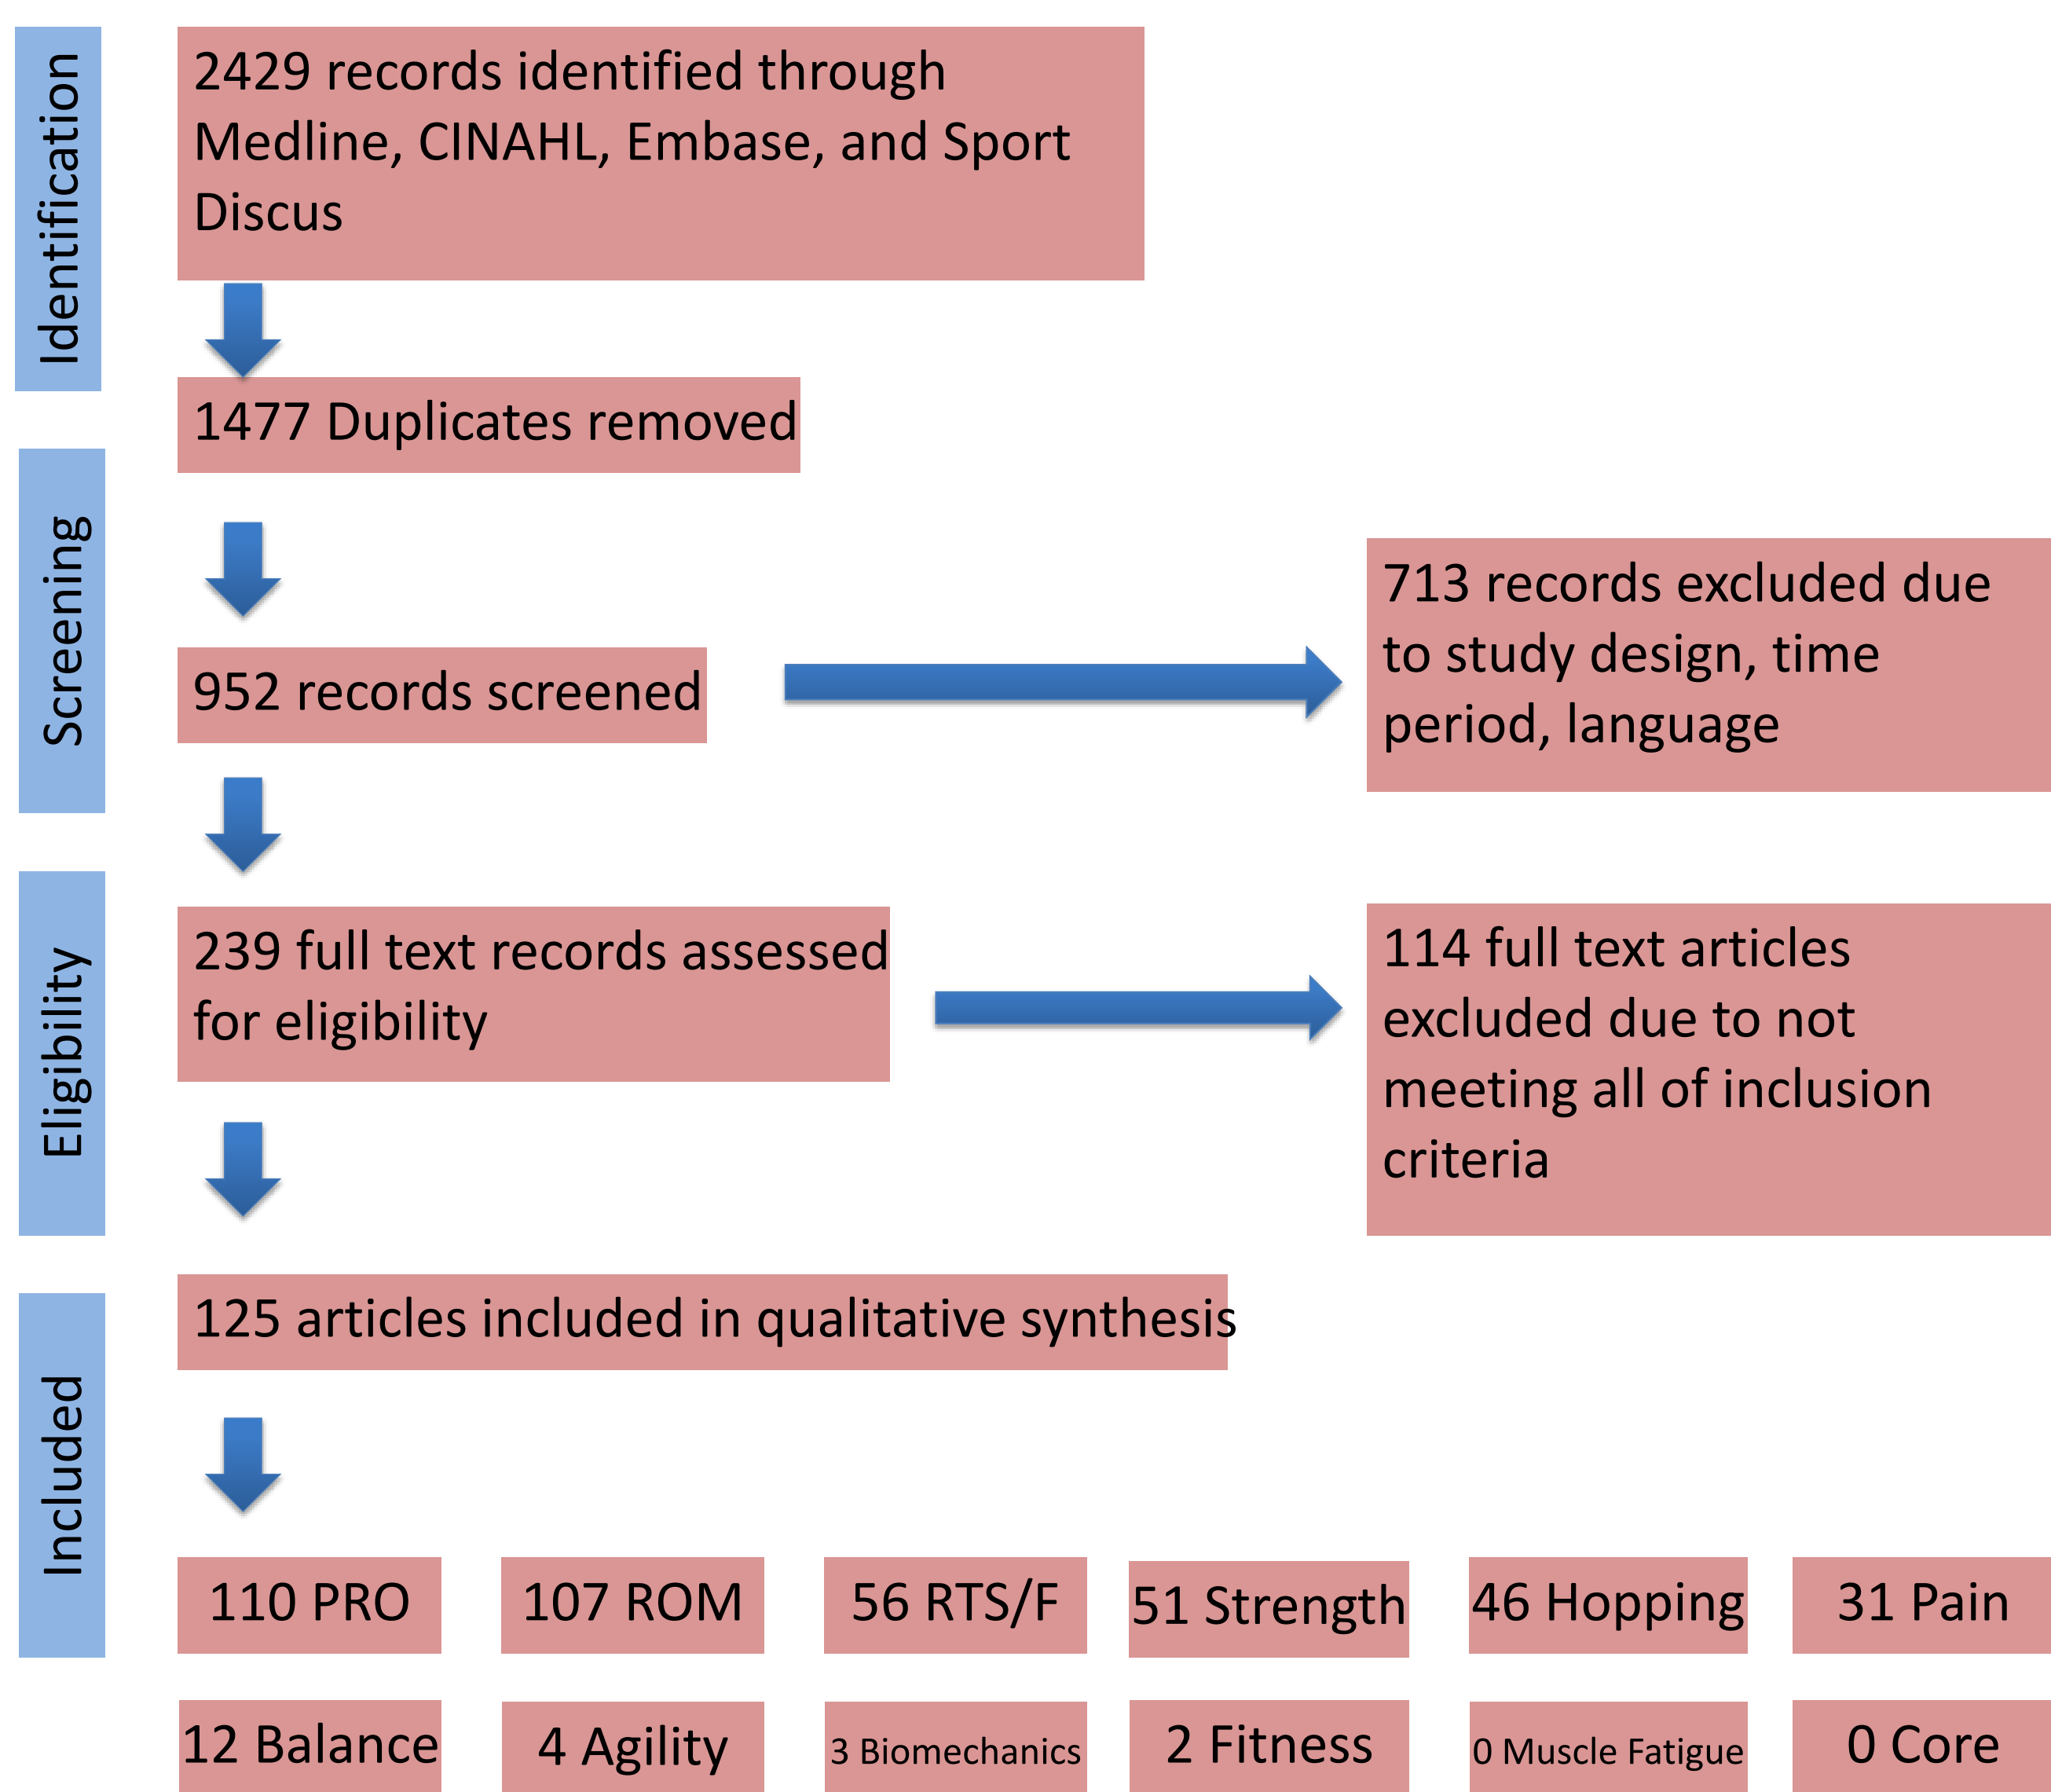 Identification
2429 records identified through
Medline, CINAHL, Embase, and Sport
Discus
1477 Duplicates removed
Screening
952 records screened
713 records excluded due
to study design, time
period, language
Eligibility
239 full text records assessed
for eligibility
114 full text articles
excluded due to not
meeting all of inclusion
criteria
Included
125 articles included in qualitative synthesis
110 PRO
107 ROM
56 RTS/F
51 Strength
46 Hopping
31 Pain
12 Balance
4 Agility
3 Biomechanics
2 Fitness
0 Muscle Fatigue
0 Core